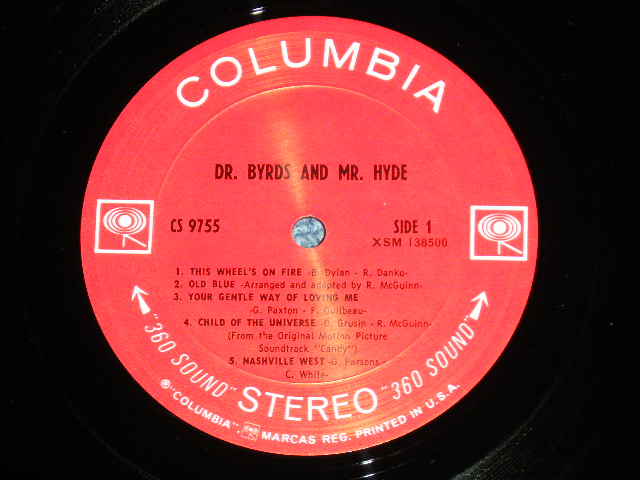 COLUMBIA
DR. BYRDS AND MR. HYDE
CS 9755
SIDE 1
XSM 138500
1. THIS WHEEL'S ON FIRE -B. Dylan - R. Danko-
2. OLD BLUE -Arranged and adapted by R. McGuinn-
3. YOUR GENTLE WAY OF LOVING ME
-G. Paxton - F. Guilbeau-
4. CHILD OF THE UNIVERSE -D. Grusin - R. McGuinn-
(From the Original Motion Picture
Soundtrack "Candy")
5. NASHVILLE WEST -G. Parsons -
C. White-
"360 SOUND" STEREO "360 SOUND"
® "COLUMBIA", MARCAS REG. PRINTED IN U.S.A.